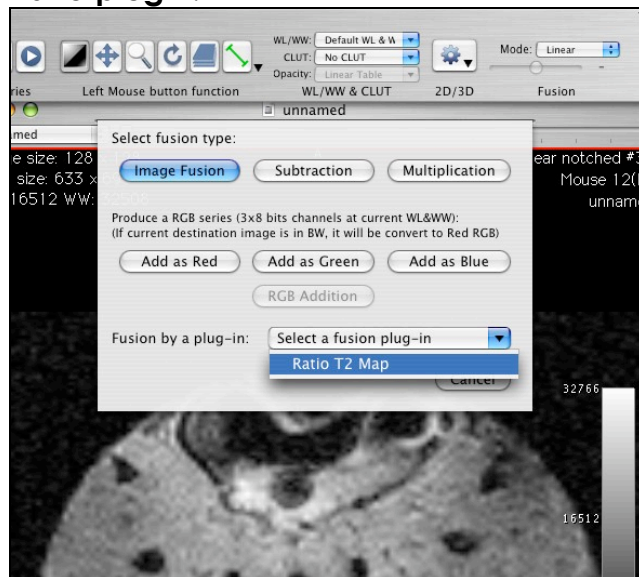 WL/WW: Default WL & W
CLUT: No CLUT
Mode: Linear
Opacity: Linear Table
ries Left Mouse button function WL/WW & CLUT 2D/3D Fusion
unnamed
med
Select fusion type:
e size: 128
ear notched #3
Image Fusion Subtraction Multiplication
size: 633 x
Mouse 12(
16512 WW:
unnam
Produce a RGB series (3x8 bits channels at current WL&WW):
(If current destination image is in BW, it will be convert to Red RGB)
Add as Red Add as Green Add as Blue
RGB Addition
Fusion by a plug-in: Select a fusion plug-in
Ratio T2 Map
Cancel
32766
16512